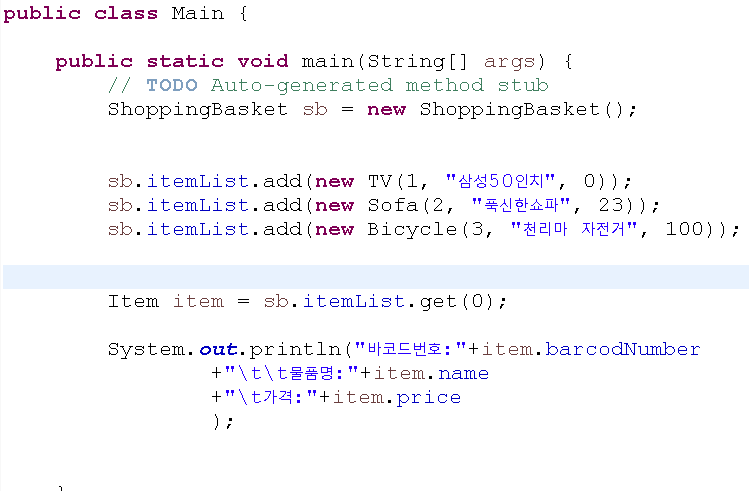 public class Main {
public static void main(String[] args) {
// TODO Auto-generated method stub
ShoppingBasket sb = new ShoppingBasket();
sb.itemList.add(new TV(1, "삼성50인치", 0));
sb.itemList.add(new Sofa(2, "푹신한쇼파", 23));
sb.itemList.add(new Bicycle(3, "천리마 자전거", 100));
Item item = sb.itemList.get(0);
System.out.println("바코드번호:"+item.barcodNumber
+"\t\t물품명:"+item.name
+"\t가격:"+item.price
);